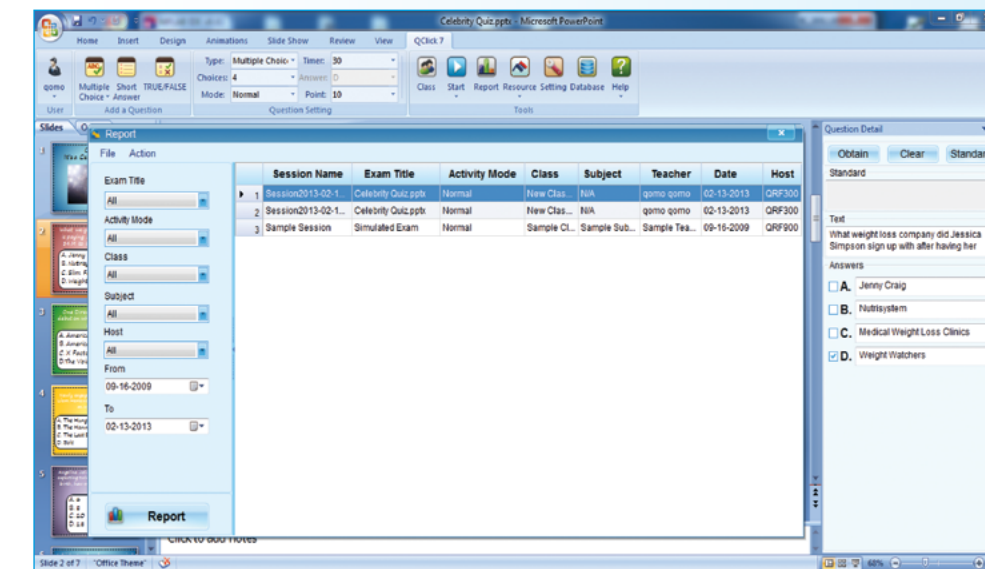 Celebrity Quiz.pptx - Microsoft PowerPoint
Home Insert Design Animations Slide Show Review View QClick 7
Type: Multiple Choic Timer: 30
Choices: 4 Answer: D
Mode: Normal Point: 10
qomo Multiple Choice Short Answer TRUE/FALSE
Class Start Report Resource Setting Database Help
User Add a Question Question Setting Tools
Slides
Report
File Action
Exam Title
All
Activity Mode
All
Class
All
Subject
All
Host
All
From
09-16-2009
To
02-13-2013
Report
Session Name Exam Title Activity Mode Class Subject Teacher Date Host
1 Session2013-02-1... Celebrity Quiz.pptx Normal New Clas... N/A qomo qomo 02-13-2013 QRF300
2 Session2013-02-1... Celebrity Quiz.pptx Normal New Clas... N/A qomo qomo 02-13-2013 QRF300
3 Sample Session Simulated Exam Normal Sample Cl... Sample Sub... Sample Tea... 09-16-2009 QRF900
Question Detail
Obtain Clear Standar
Standard
Text
What weight loss company did Jessica
Simpson sign up with after having her
Answers
A. Jenny Craig
B. Nutrisystem
C. Medical Weight Loss Clinics
D. Weight Watchers
3
4
5
Click to add notes
Slide 2 of 7 "Office Theme" 68%